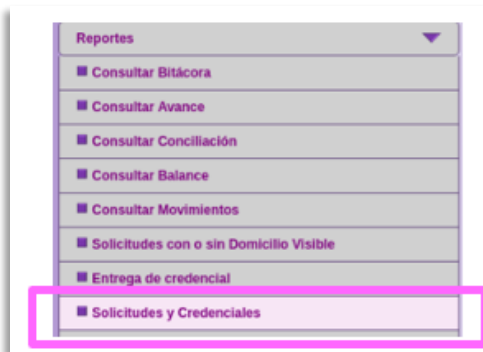 Reportes
Consultar Bitácora
Consultar Avance
Consultar Conciliación
Consultar Balance
Consultar Movimientos
Solicitudes con o sin Domicilio Visible
Entrega de credencial
Solicitudes y Credenciales